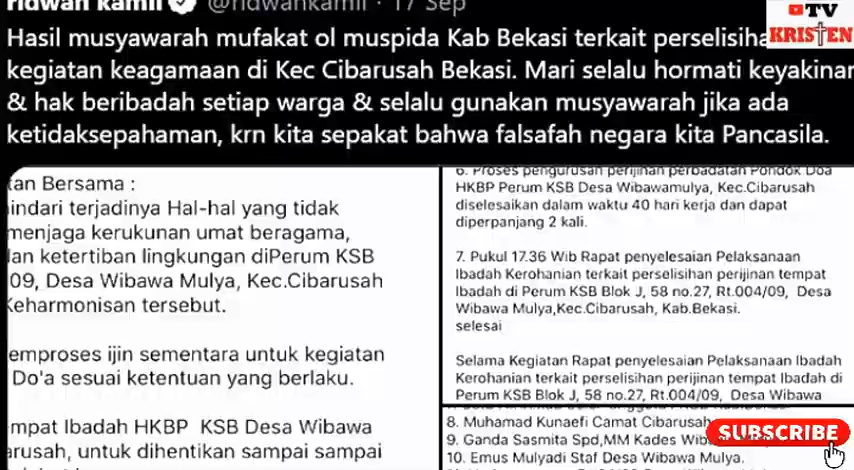 ridwan kamil @ridwankamil · 17 Sep
TV
KRISTEN
Hasil musyawarah mufakat ol muspida Kab Bekasi terkait
kegiatan keagamaan di Kec Cibarusah Bekasi. Mari selalu hormati
& hak beribadah setiap warga & selalu gunakan musyawarah jika ada
ketidaksepahaman, krn kita sepakat bahwa falsafah negara kita Pancasila.
Bersama :
terjadinya Hal-hal yang tidak
menjaga kerukunan umat beragama,
ketertiban lingkungan diPerum KSB
09, Desa Wibawa Mulya, Kec.Cibarusah
Keharmonisan tersebut.
ijin sementara untuk kegiatan
Do'a sesuai ketentuan yang berlaku.
Ibadah HKBP KSB Desa Wibawa
untuk dihentikan sampai sampai
6. Proses pengurusan perijinan perbadatan Pondok Doa
HKBP Perum KSB Desa Wibawamulya, Kec.Cibarusah
diselesaikan dalam waktu 40 hari kerja dan dapat
diperpanjang 2 kali.
7. Pukul 17.36 Wib Rapat penyelesaian Pelaksanaan
Ibadah Kerohanian terkait perselisihan perijinan tempat
Ibadah di Perum KSB Blok J, 58 no.27, Rt.004/09, Desa
Wibawa Mulya,Kec.Cibarusah, Kab.Bekasi.
selesai
Selama Kegiatan Rapat penyelesaian Pelaksanaan Ibadah
Kerohanian terkait perselisihan perijinan tempat Ibadah di
Perum KSB Blok J, 58 no.27, Rt.004/09, Desa Wibawa
8. Muhamad Kunaefi Camat Cibarusah
9. Ganda Sasmita Spd,MM Kades
10. Emus Mulyadi Staf Desa Wibawa Mulya.
SUBSCRIBE